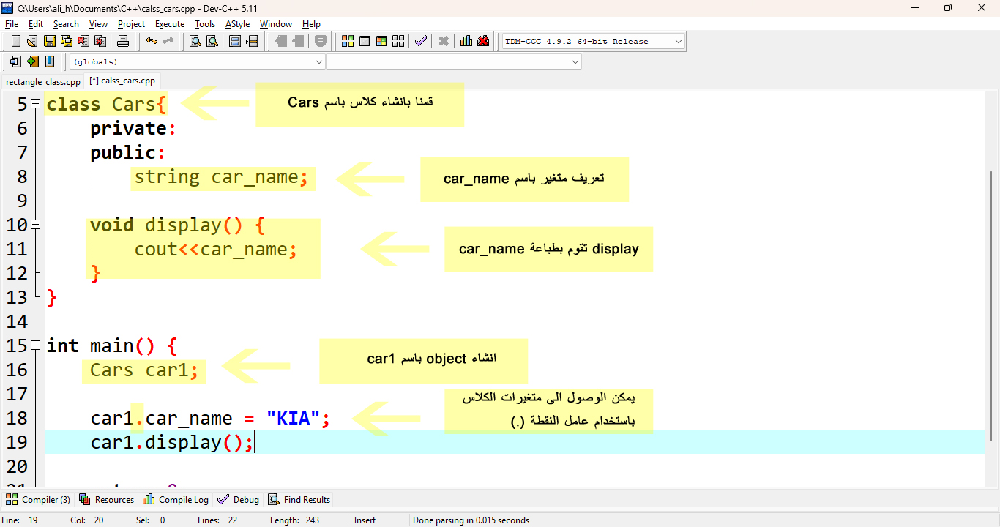 C:\Users\ali_h\Documents\C++\calss_cars.cpp - Dev-C++ 5.11
File Edit Search View Project Execute Tools AStyle Window Help
TDM-GCC 4.9.2 64-bit Release
(globals)
rectangle_class.cpp [*] calss_cars.cpp
5 class Cars{
قمنا بانشاء كلاس باسم Cars
6 private:
7 public:
8 string car_name;
تعريف متغير باسم car_name
9
10 void display() {
11 cout<<car_name;
display تقوم بطباعة car_name
12 }
13 }
14
15 int main() {
16 Cars car1;
انشاء object باسم car1
17
18 car1.car_name = "KIA";
يمكن الوصول الى متغيرات الكلاس
باستخدام عامل النقطة (.)
19 car1.display();
20
Compiler (3) Resources Compile Log Debug Find Results
Line: 19 Col: 20 Sel: 0 Lines: 22 Length: 243 Insert Done parsing in 0.015 seconds